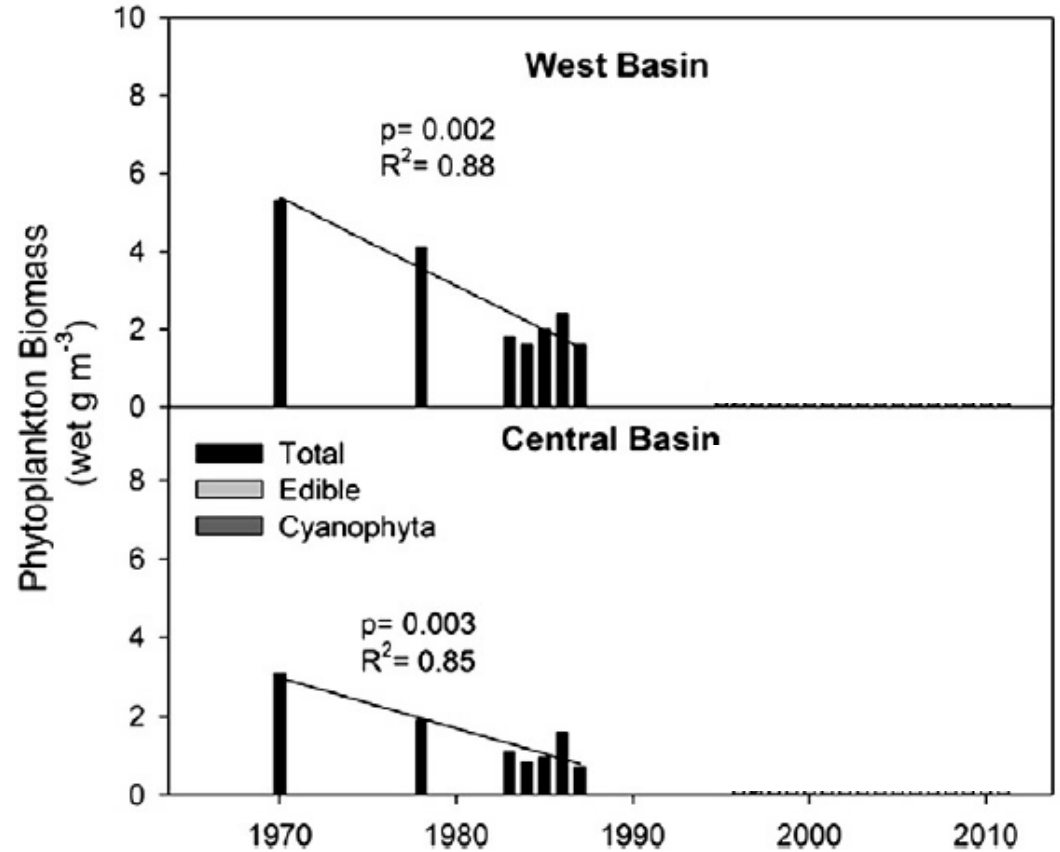 10
West Basin
8
p= 0.002
R²= 0.88
6
4
2
0
Phytoplankton Biomass
(wet g m⁻³)
Central Basin
Total
Edible
Cyanophyta
8
6
p= 0.003
R²= 0.85
4
2
0
1970 1980 1990 2000 2010